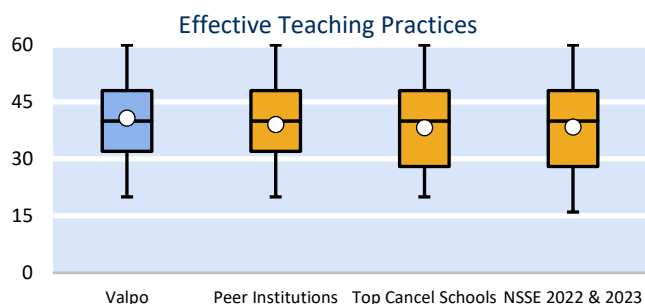 Effective Teaching Practices
60
45
30
15
0
Valpo Peer Institutions Top Cancel Schools NSSE 2022 & 2023